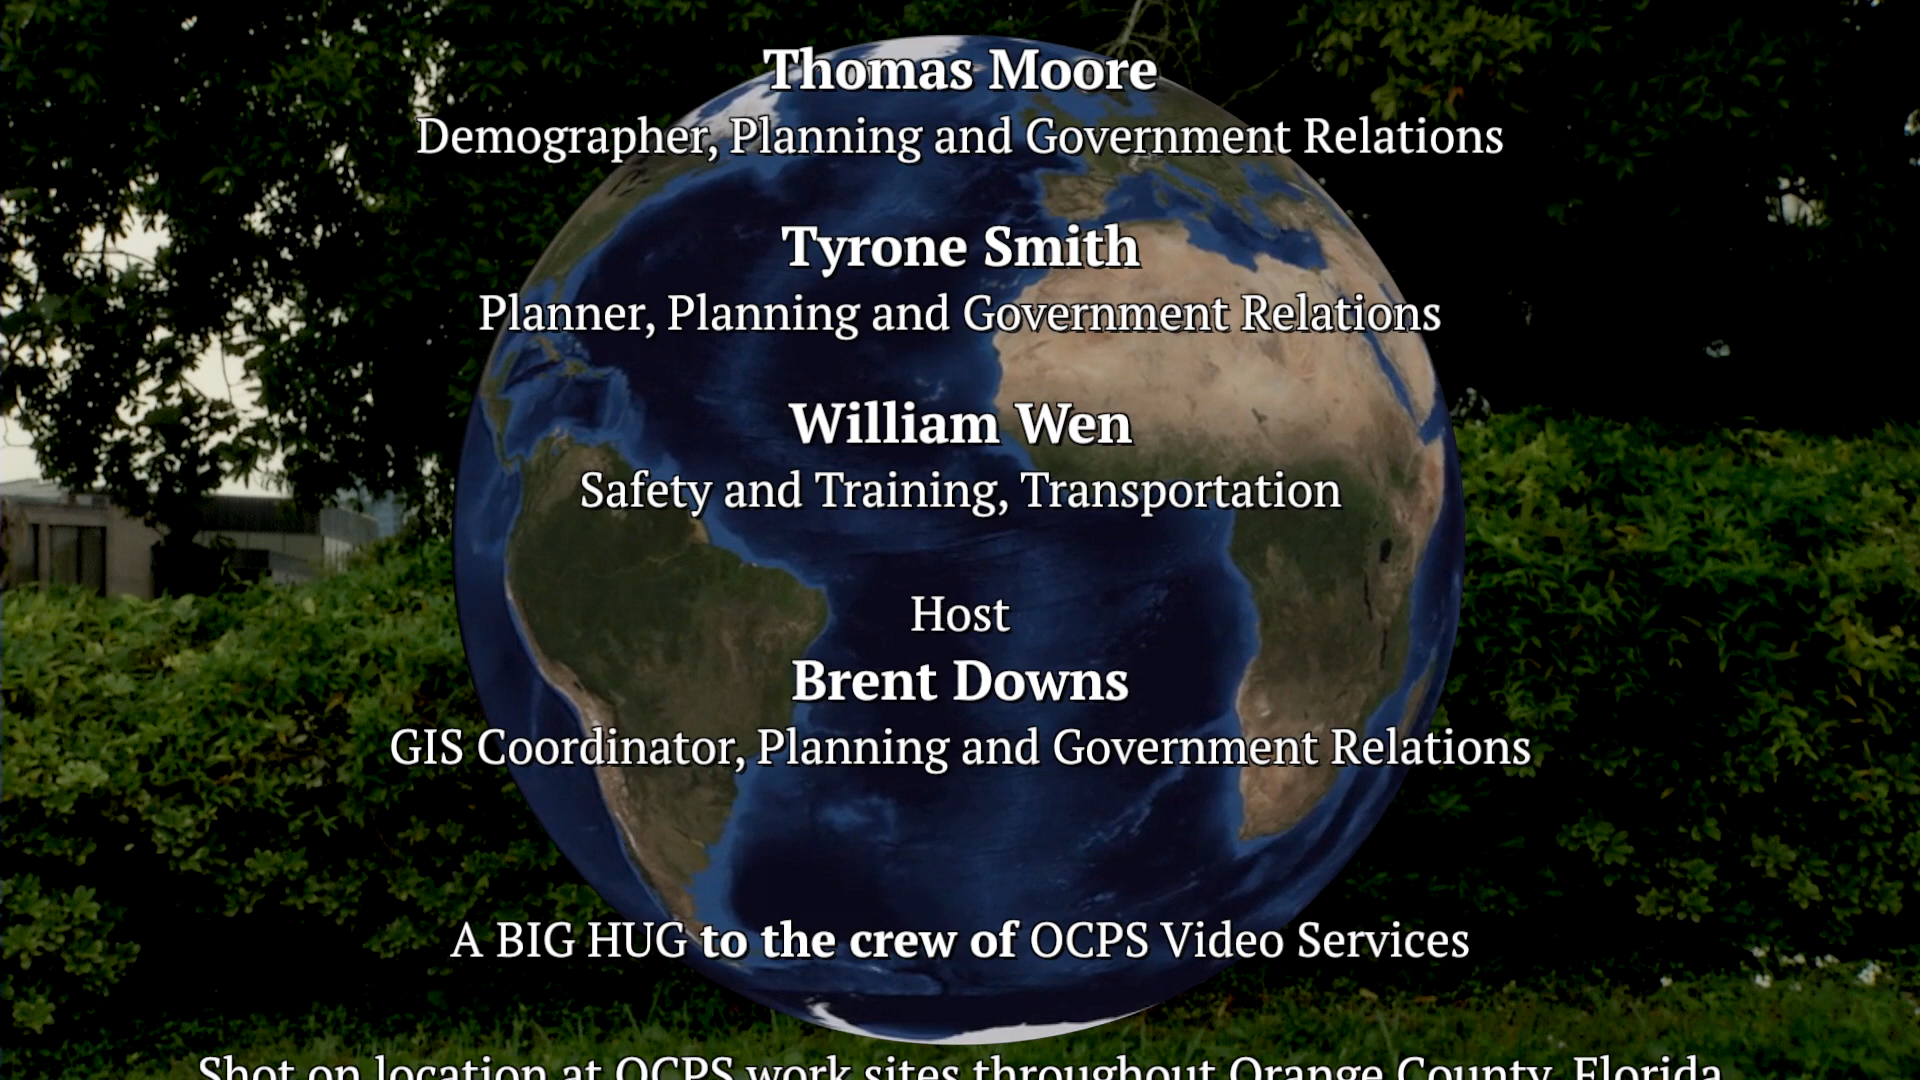 Thomas Moore
Demographer, Planning and Government Relations
Tyrone Smith
Planner, Planning and Government Relations
William Wen
Safety and Training, Transportation
Host
Brent Downs
GIS Coordinator, Planning and Government Relations
A BIG HUG to the crew of OCPS Video Services
Shot on location at OCPS work sites throughout Orange County, Florida